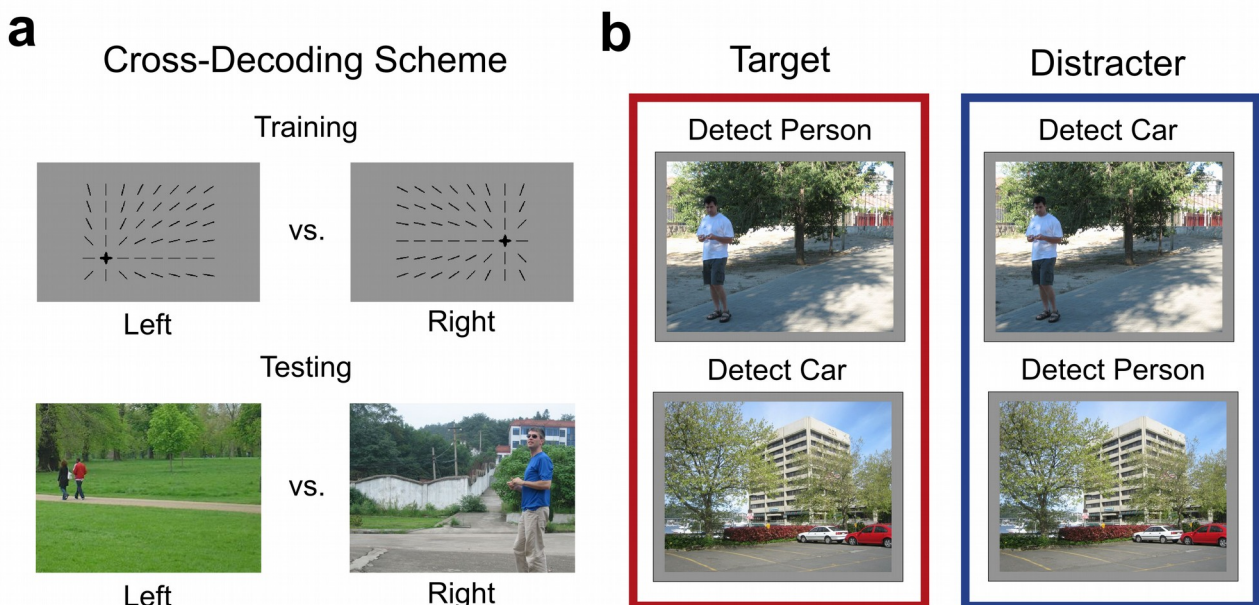 a
Cross-Decoding Scheme
Training
vs.
Left
Right
Testing
vs.
Left
Right
b
Target
Distracter
Detect Person
Detect Car
Detect Car
Detect Person